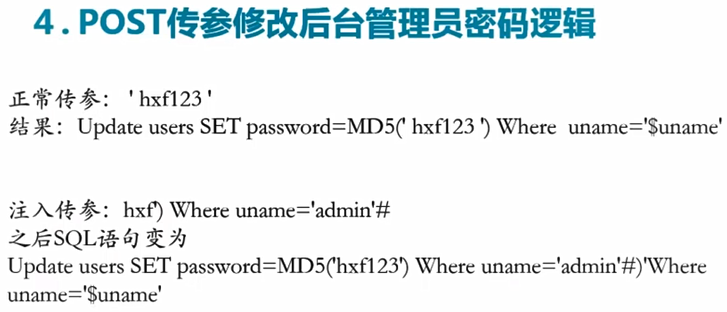 4 . POST传参修改后台管理员密码逻辑
正常传参： ' hxf123 '
结果：Update users SET password=MD5(' hxf123 ') Where uname='$uname'
注入传参：hxf') Where uname='admin'#
之后SQL语句变为
Update users SET password=MD5('hxf123') Where uname='admin'#)'Where
uname='$uname'